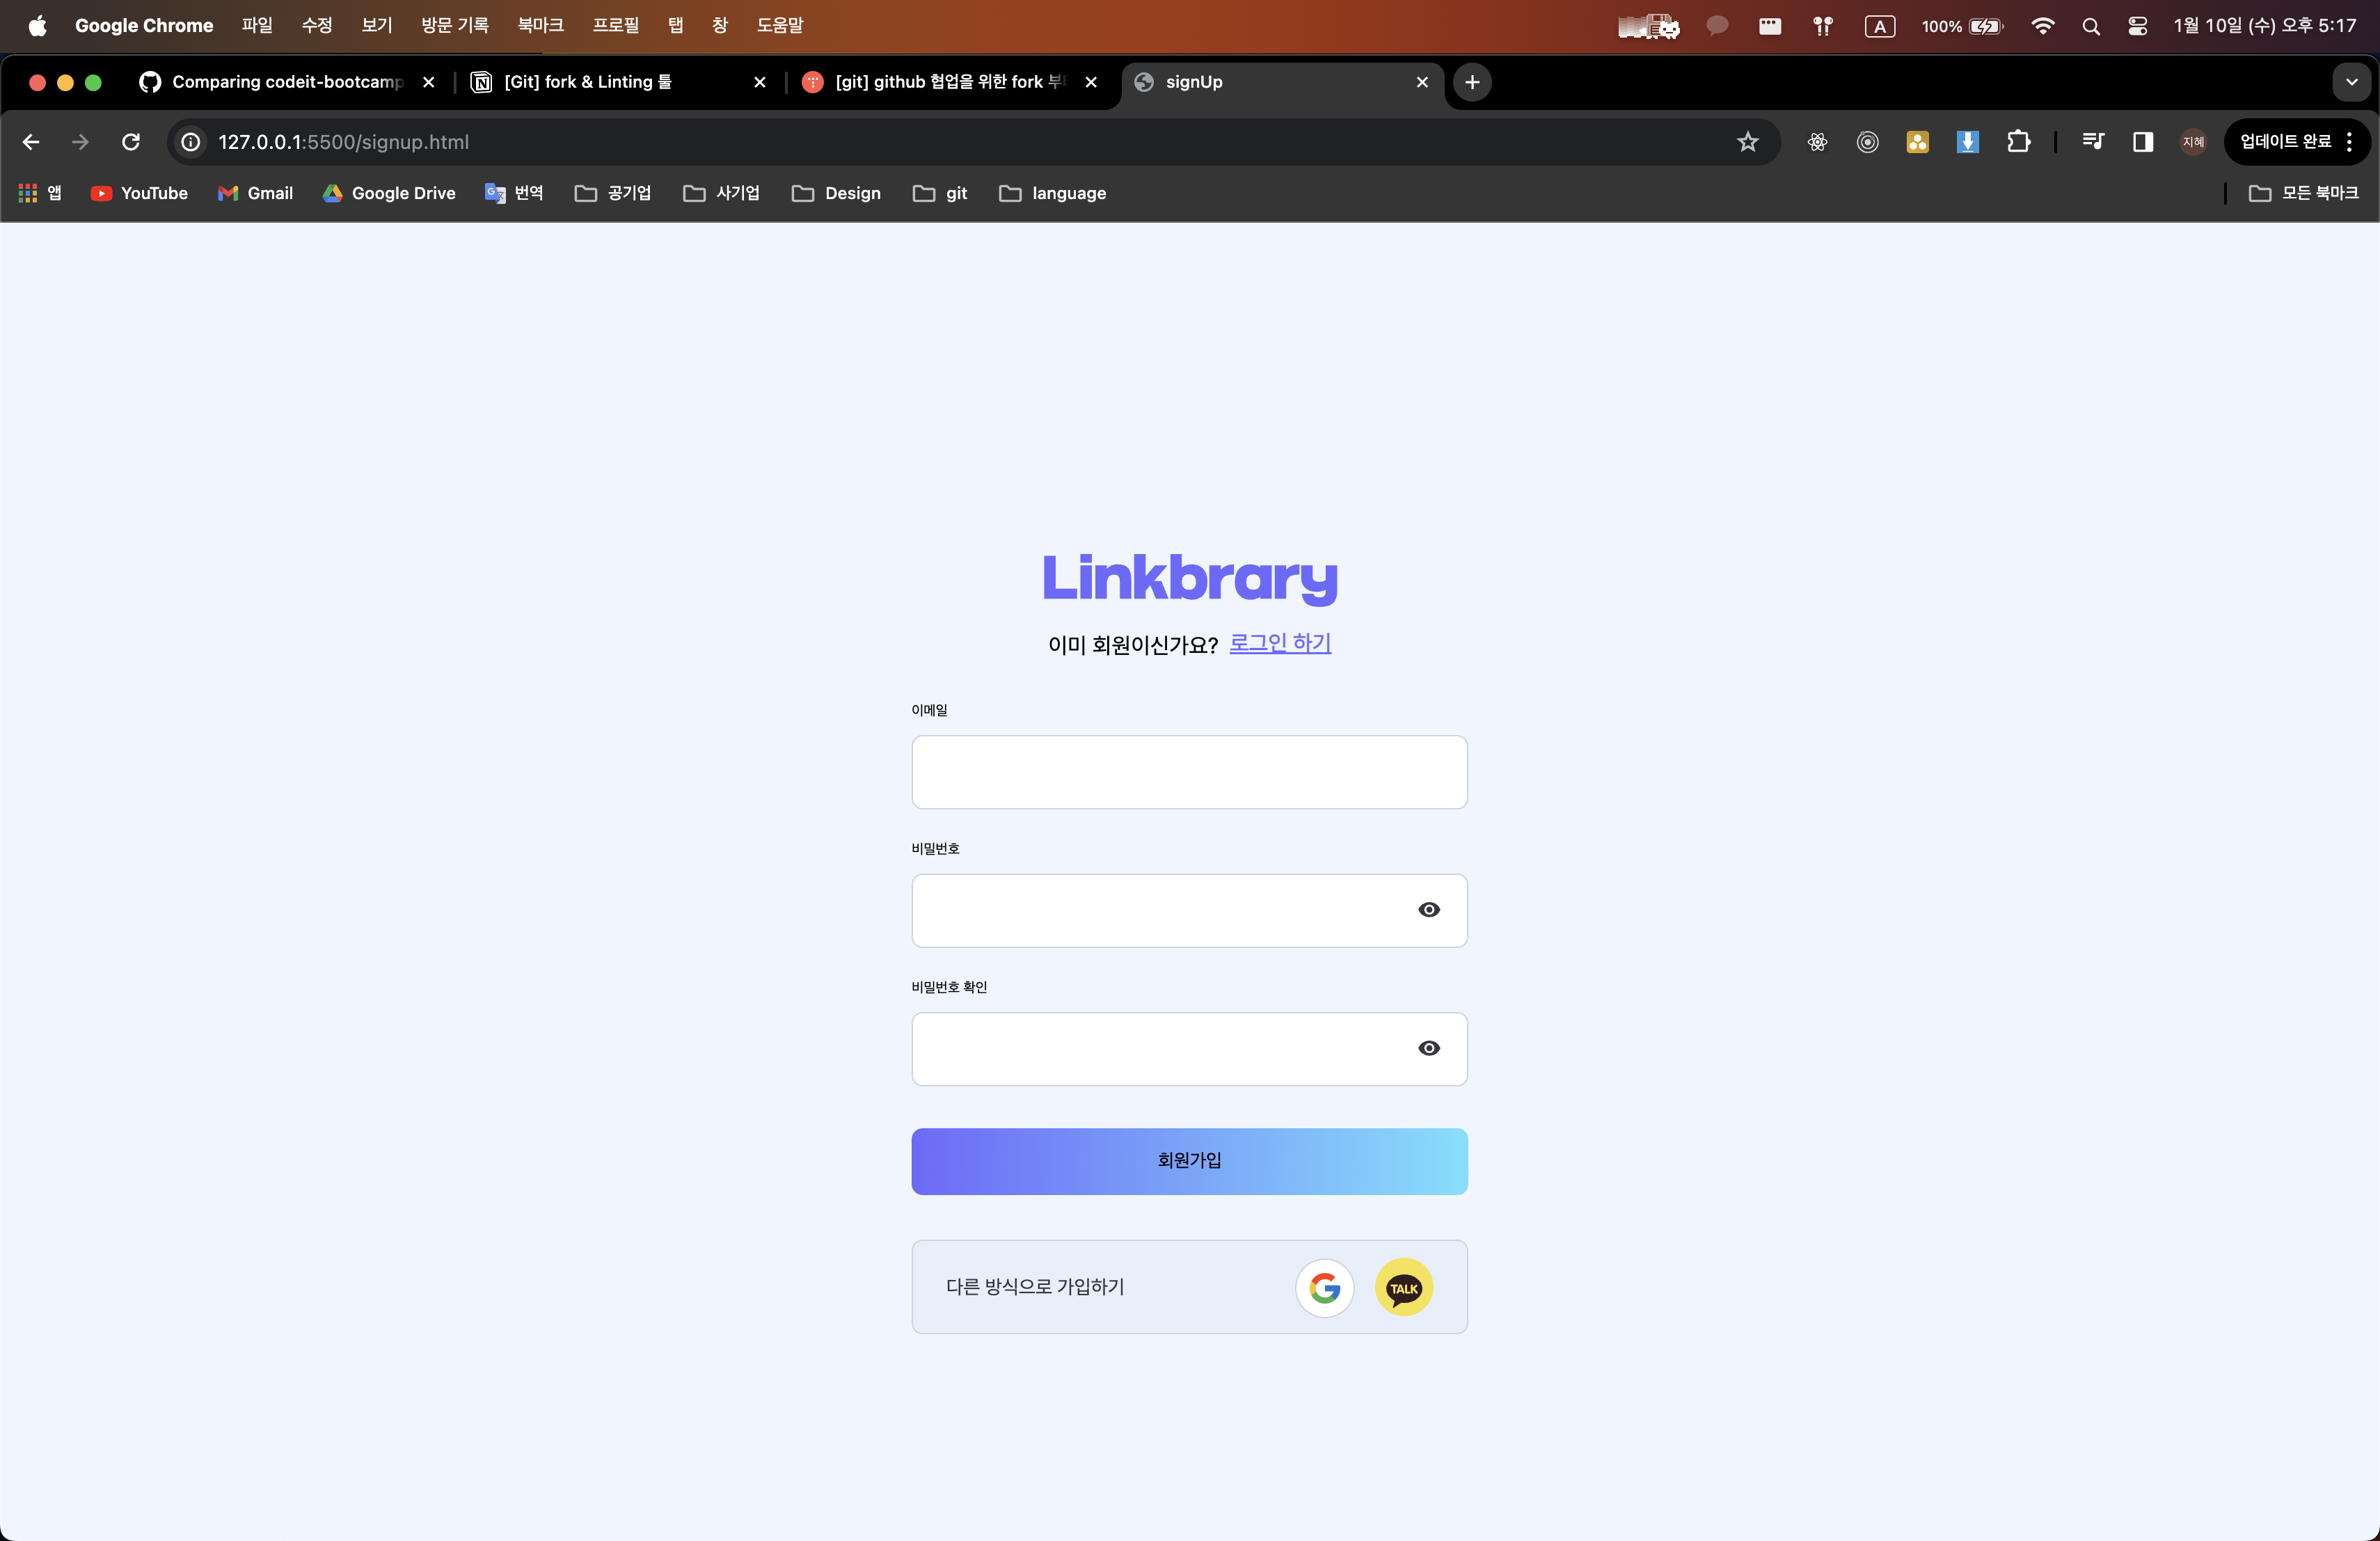 Google Chrome 파일 수정 보기 방문 기록 북마크 프로필 탭 창 도움말 A 100% 1월 10일 (수) 오후 5:17
Comparing codeit-bootcamp [Git] fork & Linting 툴 [git] github 협업을 위한 fork 부터 signUp
127.0.0.1:5500/signup.html 지혜 업데이트 완료
앱 YouTube Gmail Google Drive 번역 공기업 사기업 Design git language 모든 북마크
Linkbrary
이미 회원이신가요? 로그인 하기
이메일
비밀번호
비밀번호 확인
회원가입
다른 방식으로 가입하기 TALK